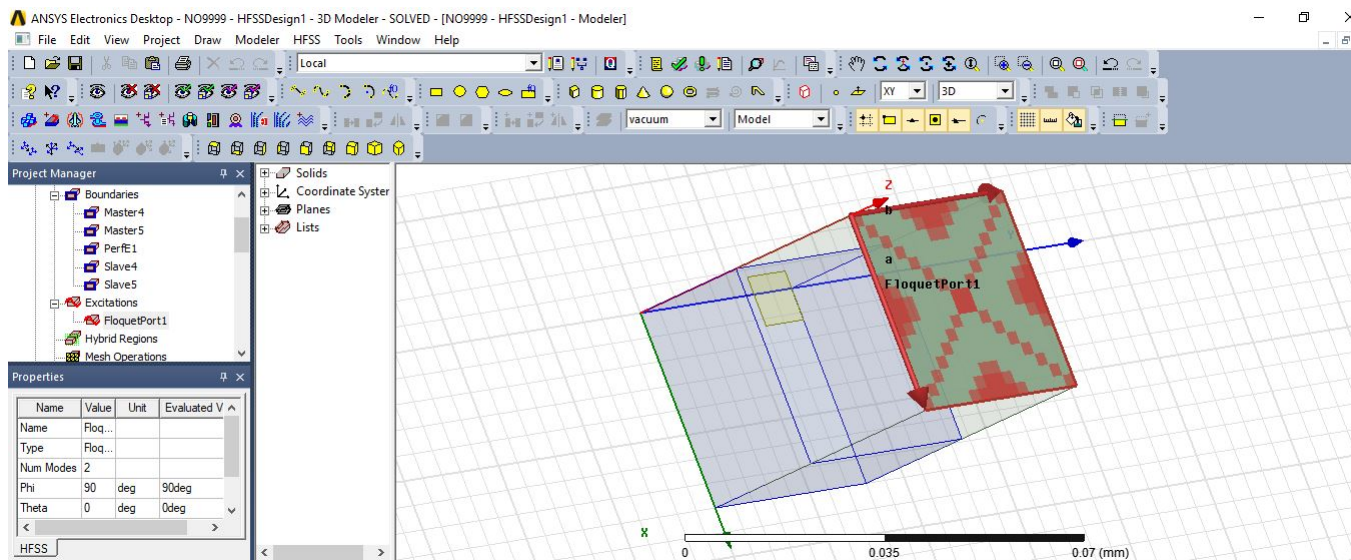 ANSYS Electronics Desktop - NO9999 - HFSSDesign1 - 3D Modeler - SOLVED - [NO9999 - HFSSDesign1 - Modeler]
File Edit View Project Draw Modeler HFSS Tools Window Help
Local
XY 3D
vacuum Model
Project Manager
Boundaries
Master4
Master5
PerfE1
Slave4
Slave5
Excitations
FloquetPort1
Hybrid Regions
Mesh Operations
Solids
Coordinate System
Planes
Lists
Properties
Name Value Unit Evaluated V
Name Floq...
Type Floq...
Num Modes 2
Phi 90 deg 90deg
Theta 0 deg 0deg
HFSS
Z
b
a
FloquetPort1
X
0 0.035 0.07 (mm)